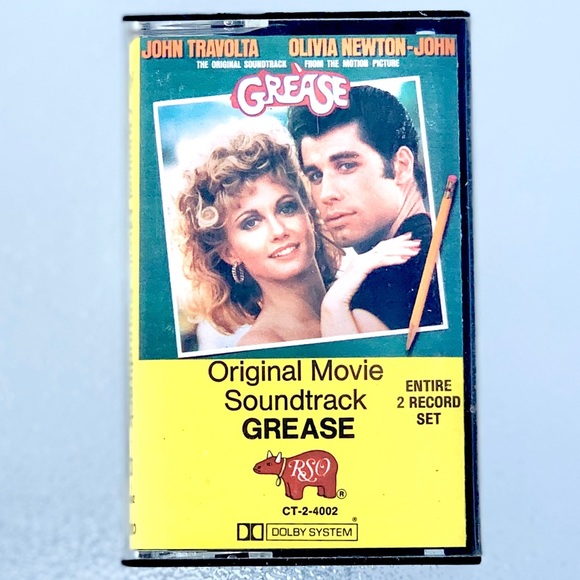 JOHN TRAVOLTA OLIVIA NEWTON-JOHN
THE ORIGINAL SOUNDTRACK FROM THE MOTION PICTURE
GREASE
Original Movie
Soundtrack
GREASE
ENTIRE
2 RECORD
SET
RSO
®
CT-2-4002
DOLBY SYSTEM®